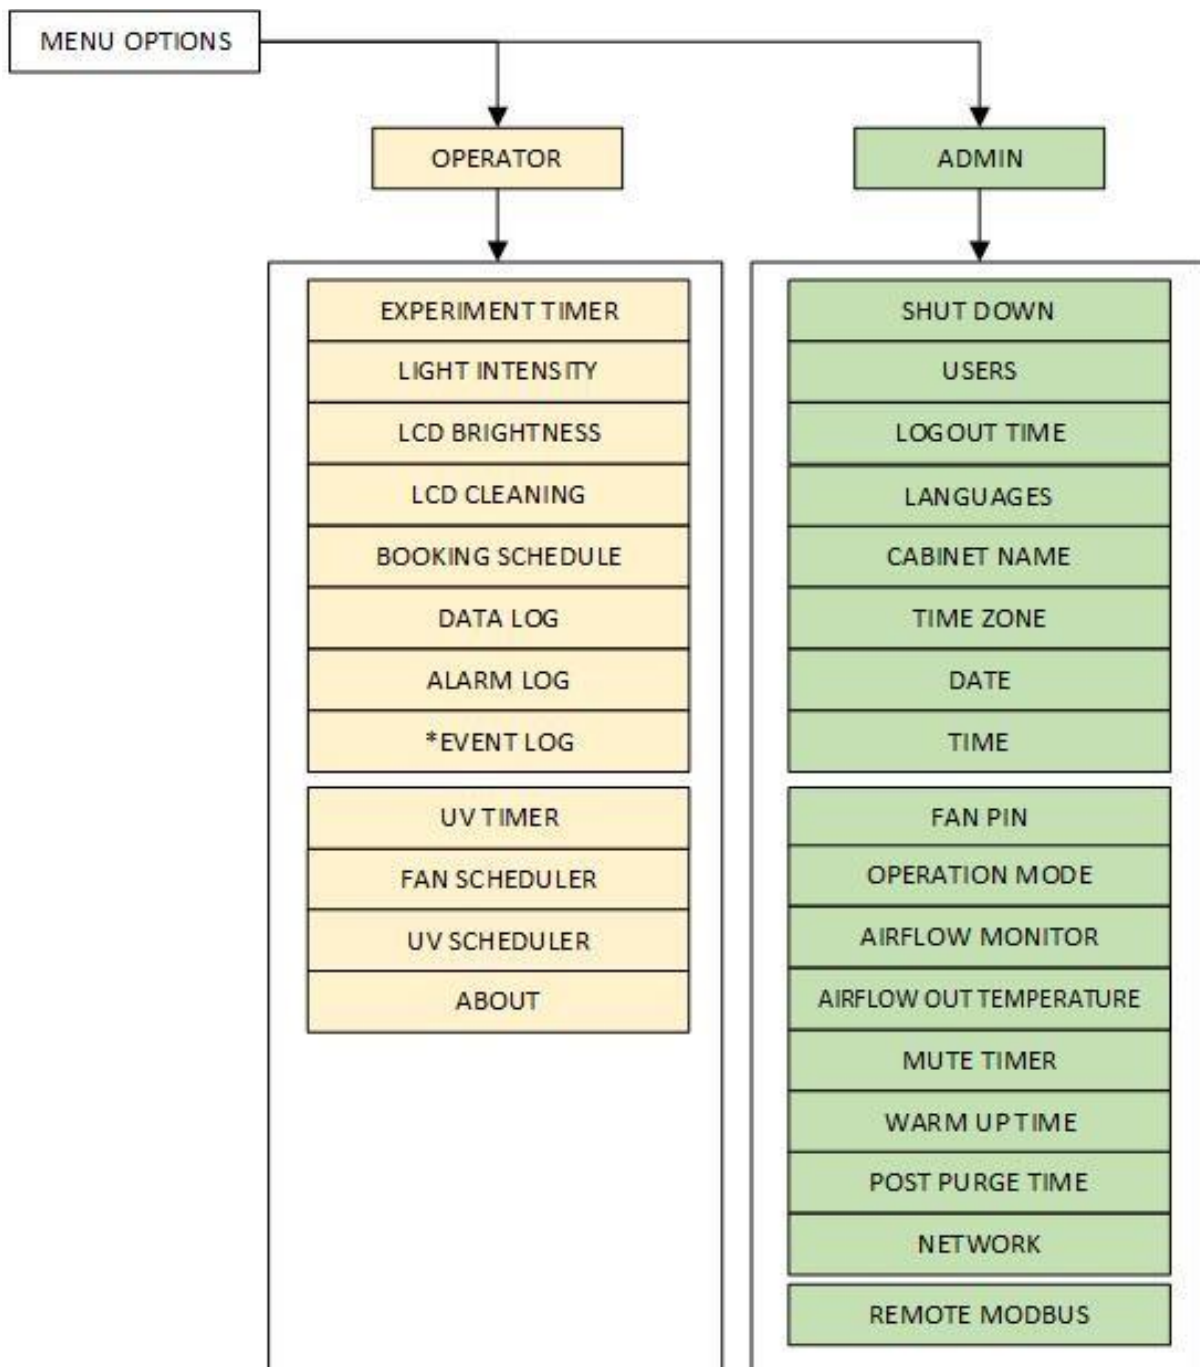 MENU OPTIONS
OPERATOR
ADMIN
EXPERIMENT TIMER
LIGHT INTENSITY
LCD BRIGHTNESS
LCD CLEANING
BOOKING SCHEDULE
DATA LOG
ALARM LOG
*EVENT LOG
UV TIMER
FAN SCHEDULER
UV SCHEDULER
ABOUT
SHUT DOWN
USERS
LOGOUT TIME
LANGUAGES
CABINET NAME
TIME ZONE
DATE
TIME
FAN PIN
OPERATION MODE
AIRFLOW MONITOR
AIRFLOW OUT TEMPERATURE
MUTE TIMER
WARM UP TIME
POST PURGE TIME
NETWORK
REMOTE MODBUS